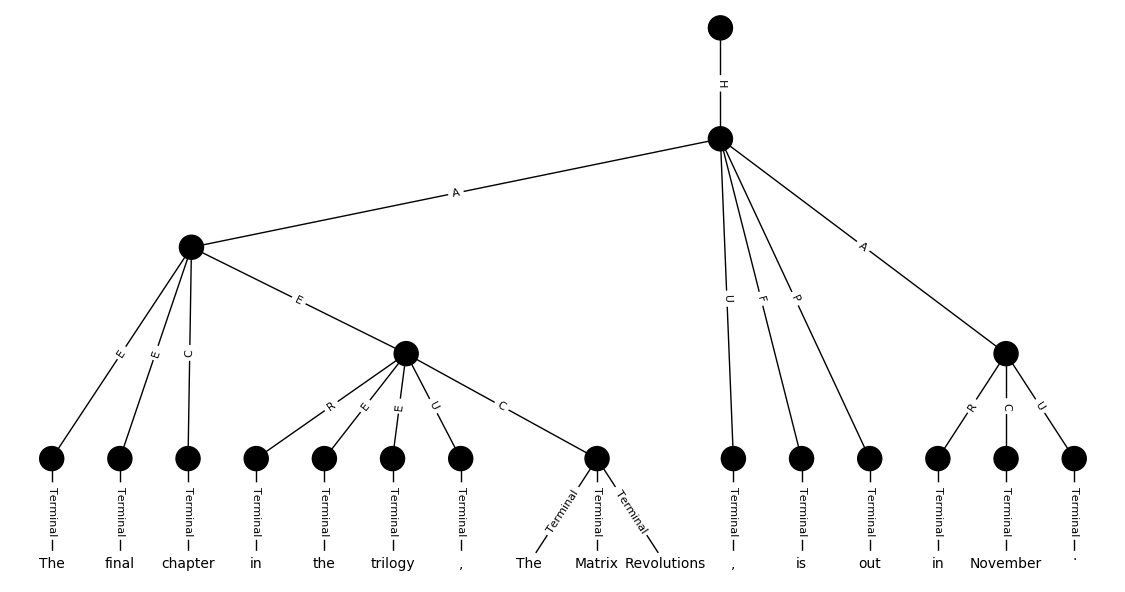 H
A
A
E
U
F
P
E
E
C
R
E
E
U
C
R
C
U
Terminal Terminal Terminal Terminal Terminal Terminal Terminal Terminal Terminal Terminal Terminal Terminal Terminal Terminal Terminal Terminal
The final chapter in the trilogy , The Matrix Revolutions , is out in November .